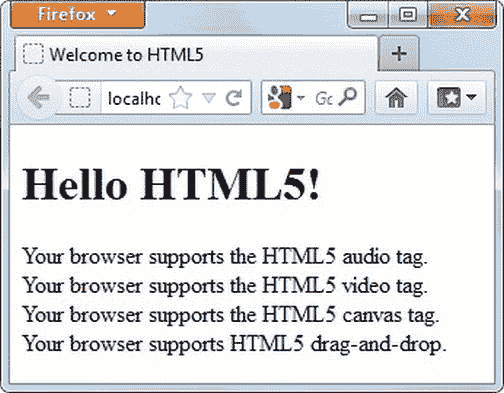 Firefox
Welcome to HTML5
localhc
Go
Hello HTML5!
Your browser supports the HTML5 audio tag.
Your browser supports the HTML5 video tag.
Your browser supports the HTML5 canvas tag.
Your browser supports HTML5 drag-and-drop.